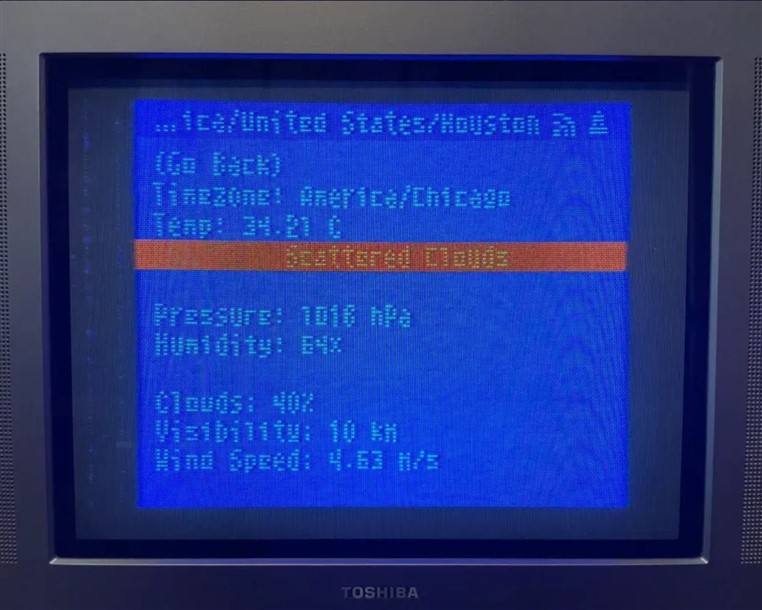 ...ica/United States/Houston
(Go Back)
Timezone: America/Chicago
Temp: 34.21 C
Scattered Clouds
Pressure: 1016 hPa
Humidity: 64%
Clouds: 40%
Visibility: 10 km
Wind Speed: 4.63 m/s
TOSHIBA